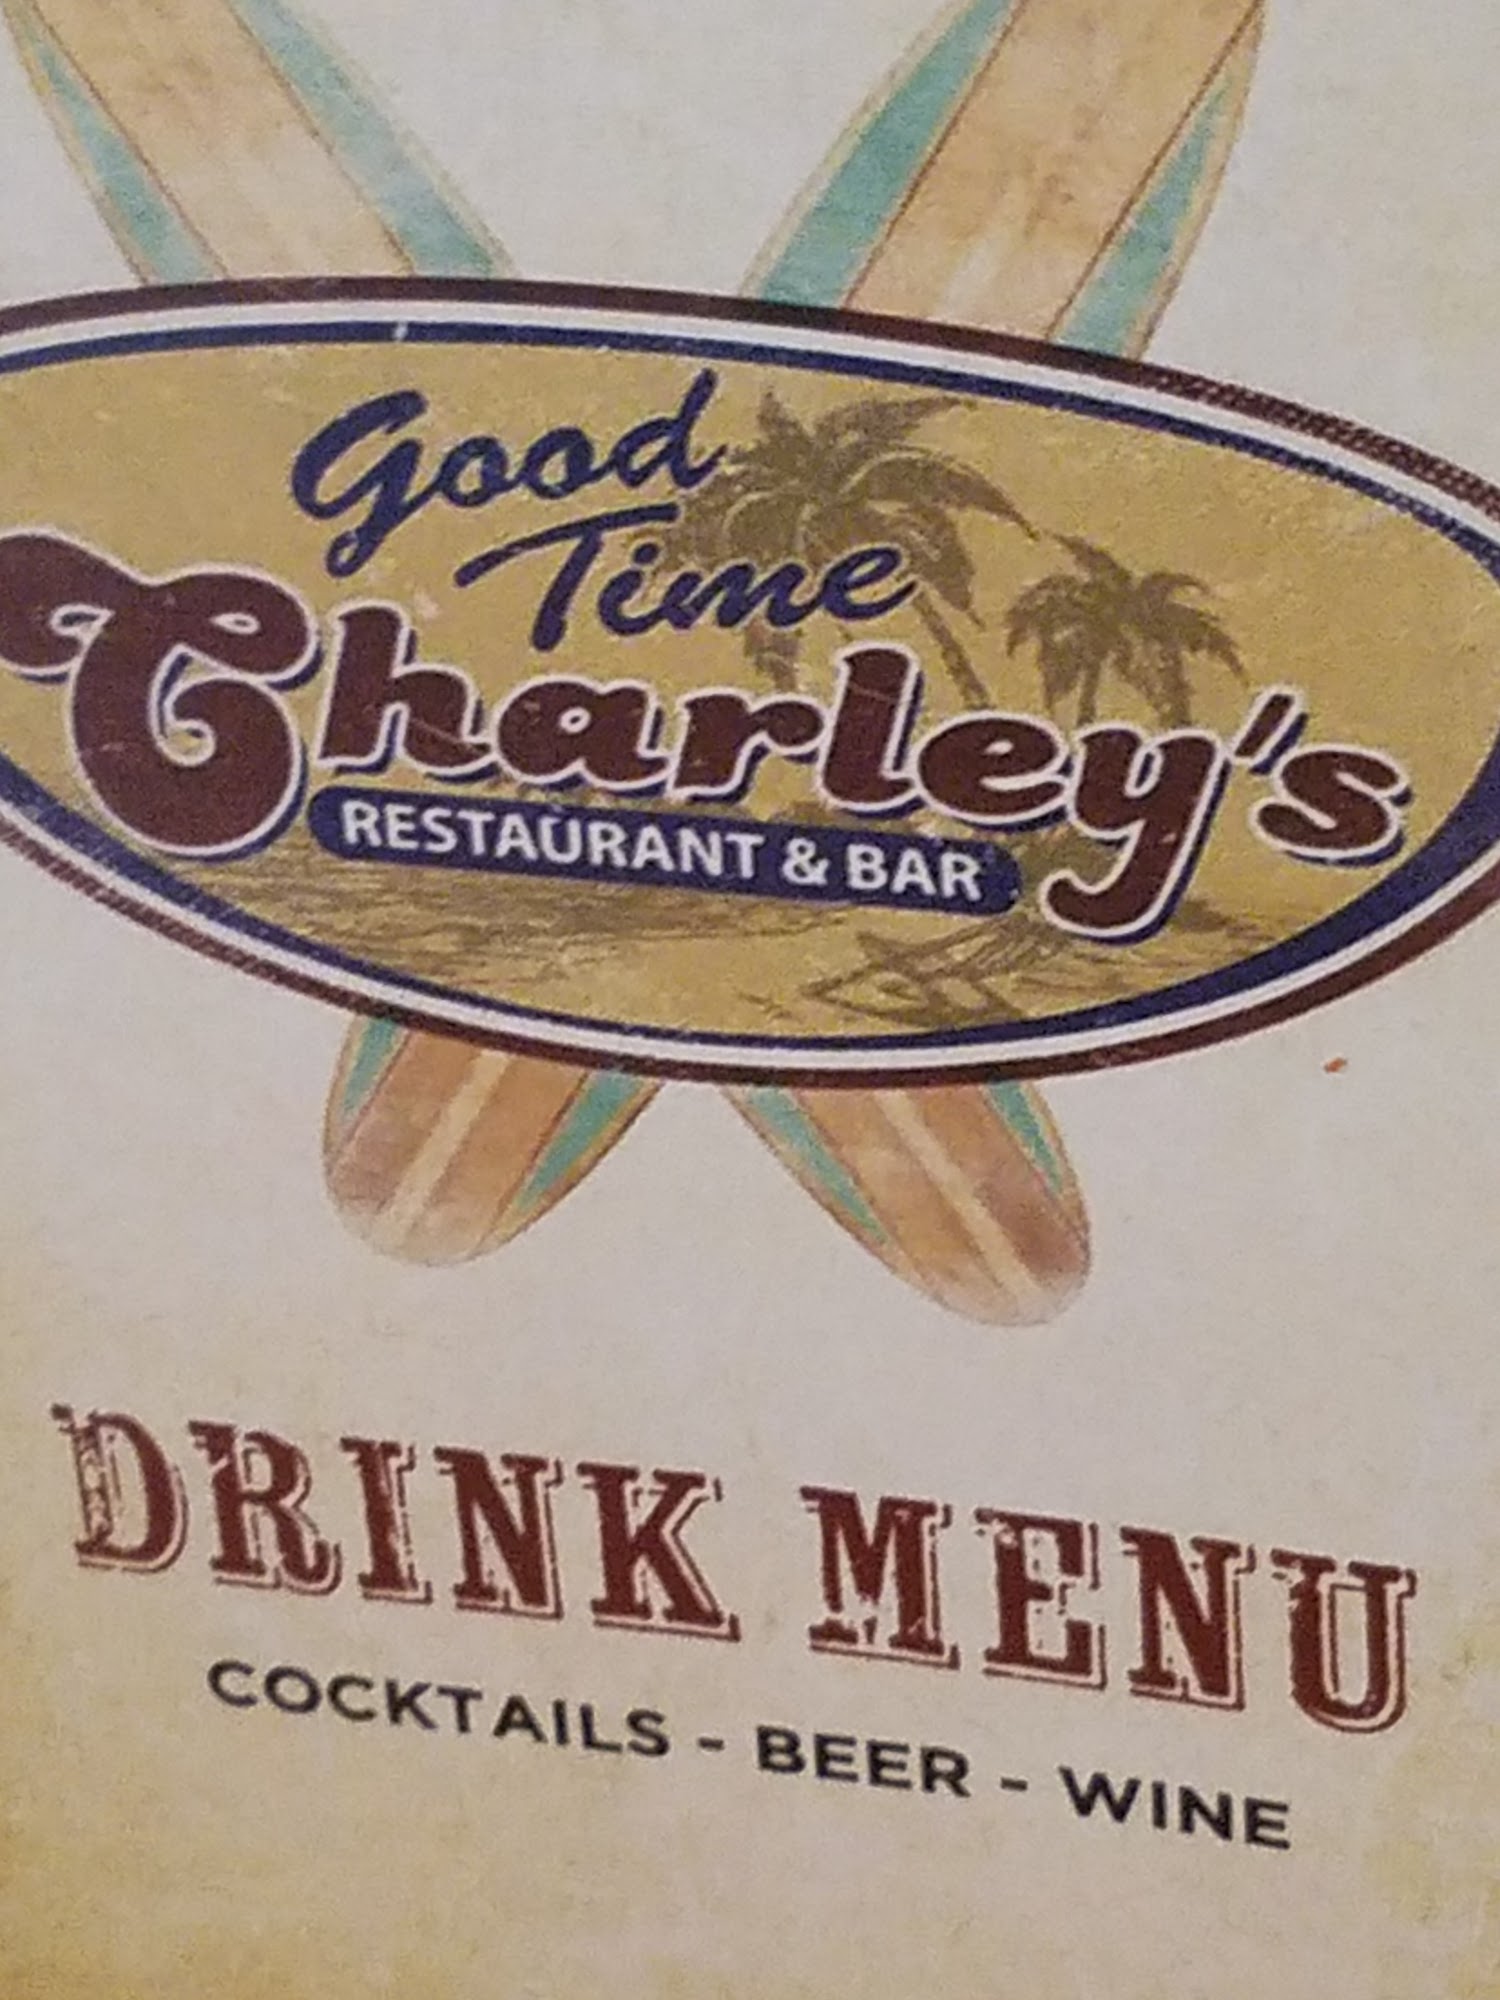 Good
Time
Charley's
RESTAURANT & BAR
DRINK MENU
COCKTAILS - BEER - WINE